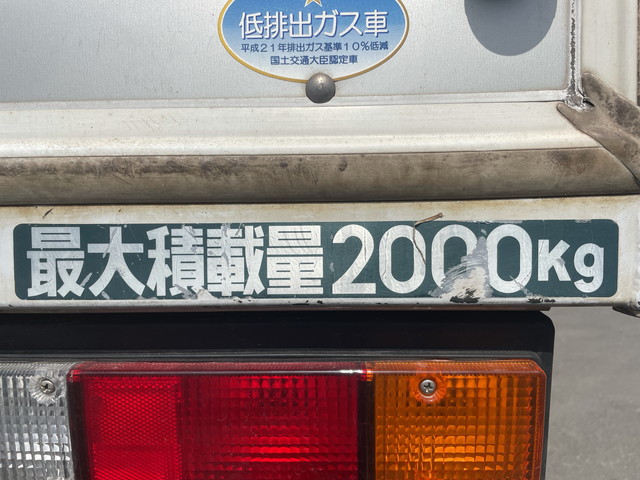 低排出ガス車
平成21年排出ガス基準10%低減
国土交通大臣認定車
最大積載量2000Kg